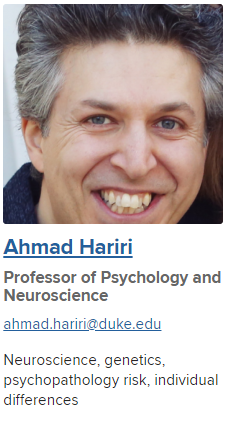 Ahmad Hariri
Professor of Psychology and
Neuroscience
ahmad.hariri@duke.edu
Neuroscience, genetics,
psychopathology risk, individual
differences